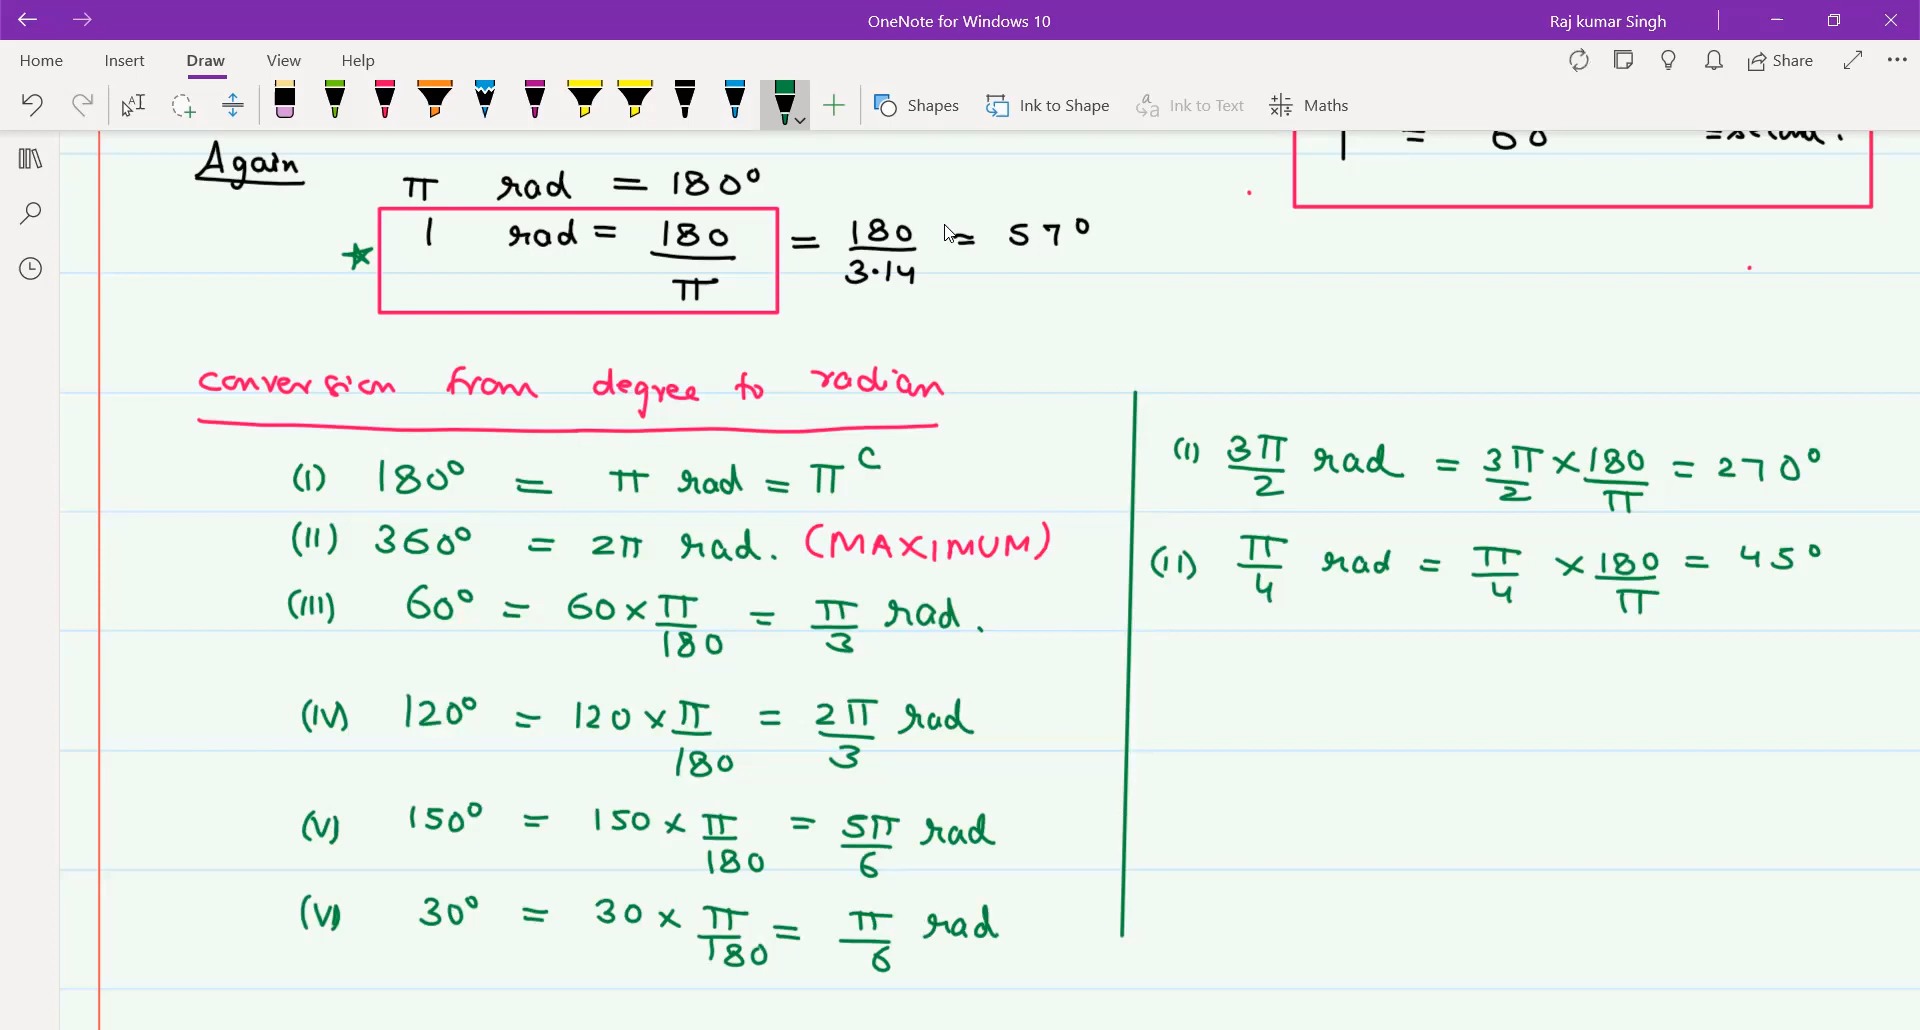 OneNote for Windows 10
Raj kumar Singh
Home Insert Draw View Help
Share
Shapes Ink to Shape Ink to Text Maths
1 = 60
Again
π rad = 180°
1 rad = 180/π = 180/3.14 = 57°
conversion from degree to radian
(I) 180° = π rad = π^c
(II) 360° = 2π rad. (MAXIMUM)
(III) 60° = 60 × π/180 = π/3 rad.
(IV) 120° = 120 × π/180 = 2π/3 rad
(V) 150° = 150 × π/180 = 5π/6 rad
(V) 30° = 30 × π/180 = π/6 rad
(I) 3π/2 rad = 3π/2 × 180/π = 270°
(II) π/4 rad = π/4 × 180/π = 45°